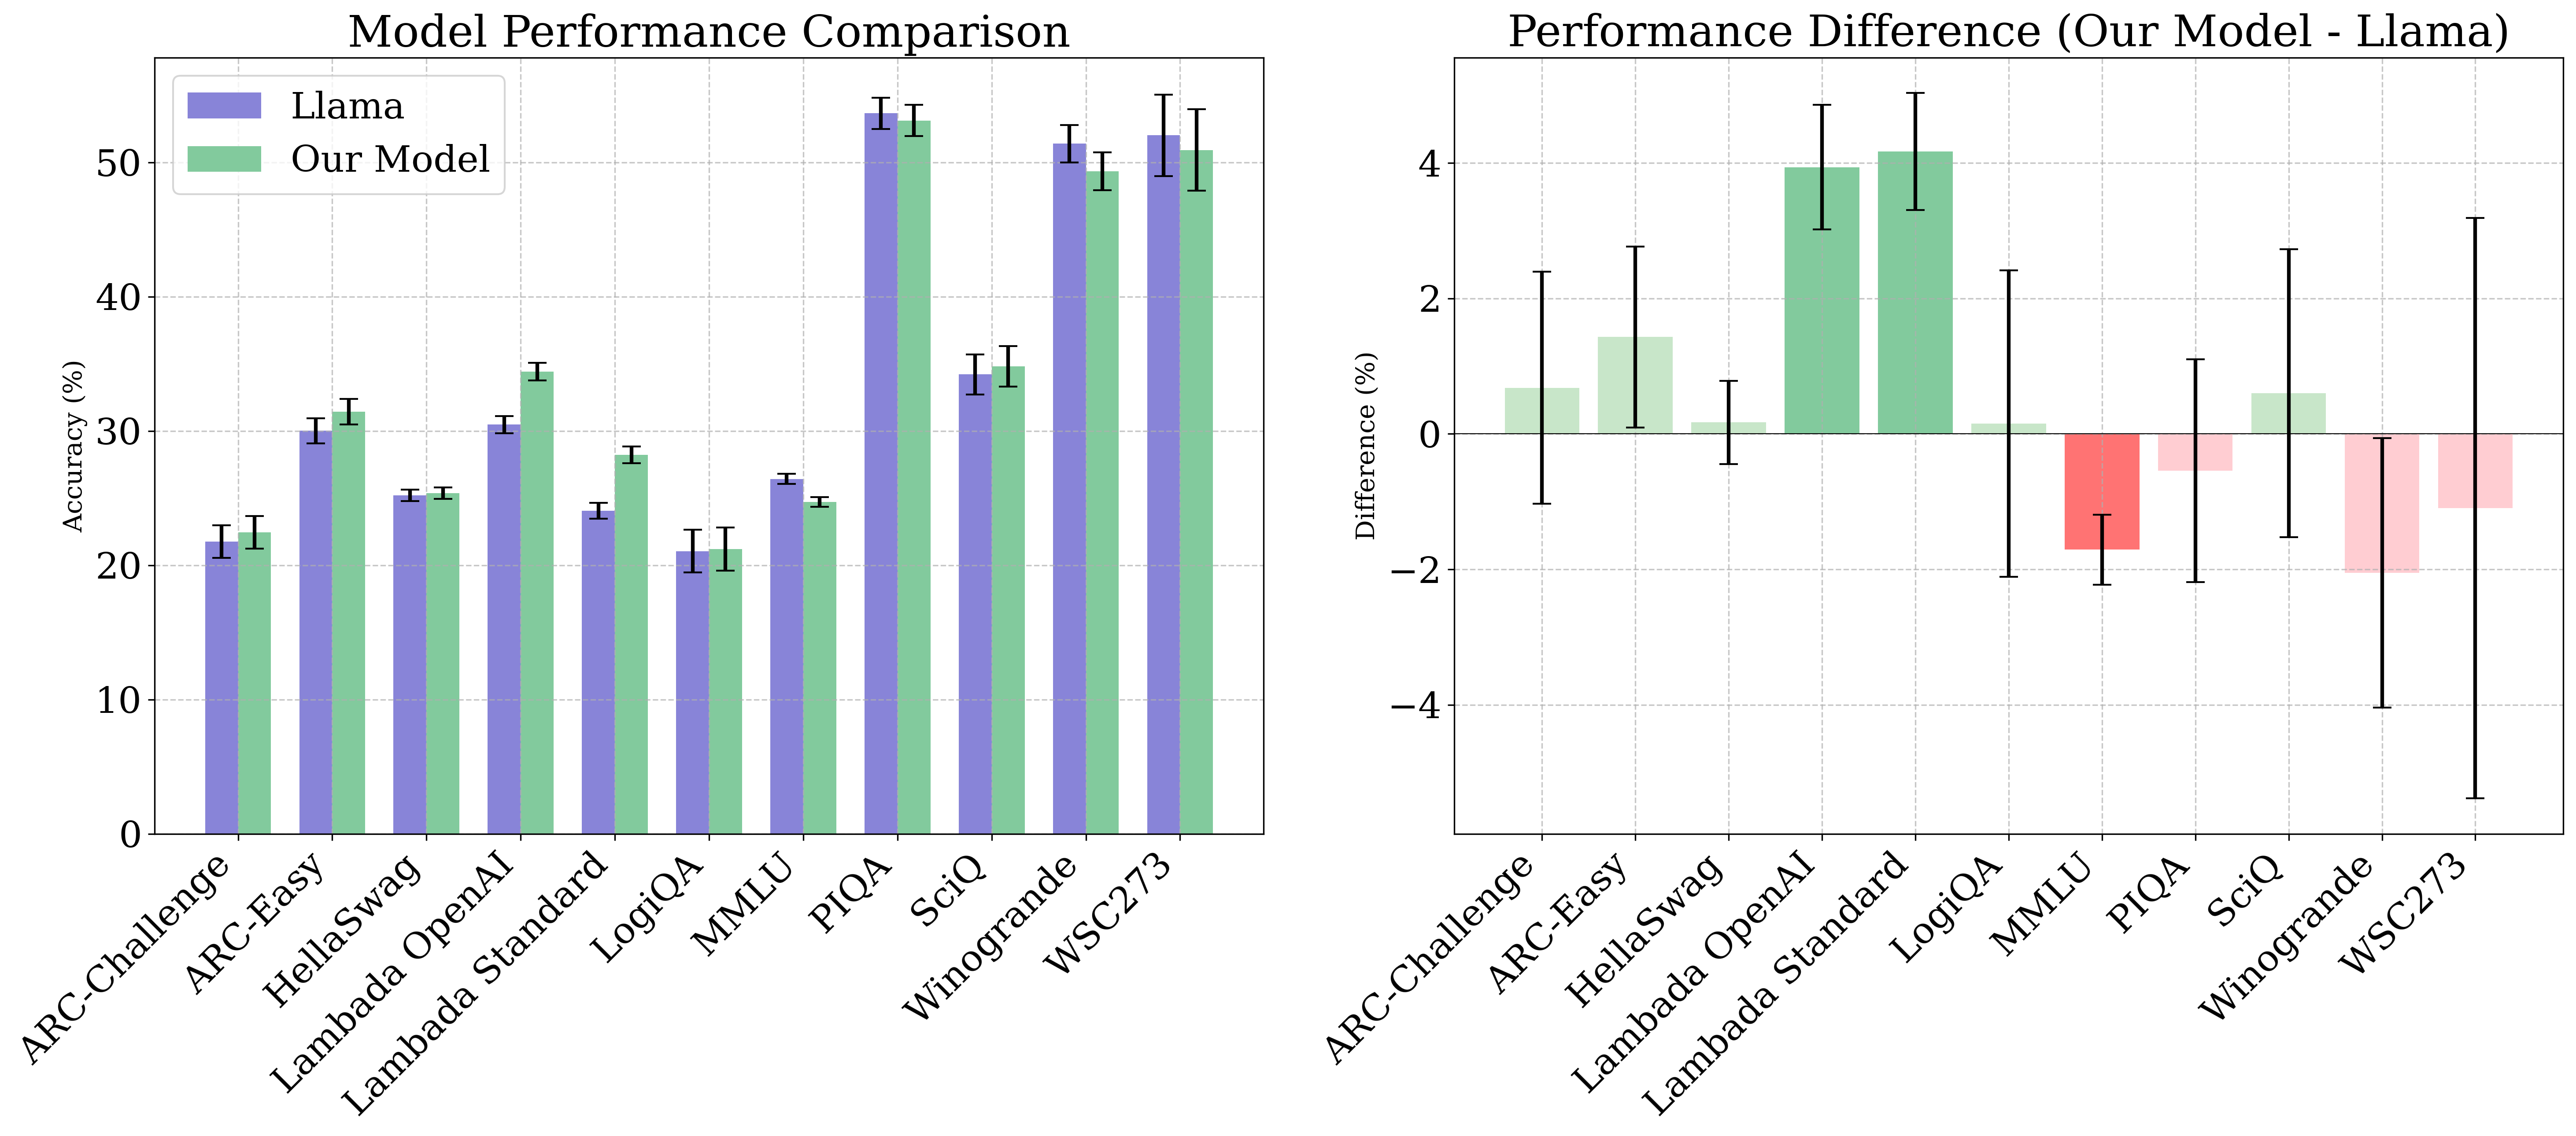 Model Performance Comparison
Llama
Our Model
Accuracy (%)
50
40
30
20
10
0
ARC-Challenge
ARC-Easy
HellaSwag
Lambada OpenAI
Lambada Standard
LogiQA
MMLU
PIQA
SciQ
Winogrande
WSC273
Performance Difference (Our Model - Llama)
Difference (%)
4
2
0
−2
−4
ARC-Challenge
ARC-Easy
HellaSwag
Lambada OpenAI
Lambada Standard
LogiQA
MMLU
PIQA
SciQ
Winogrande
WSC273